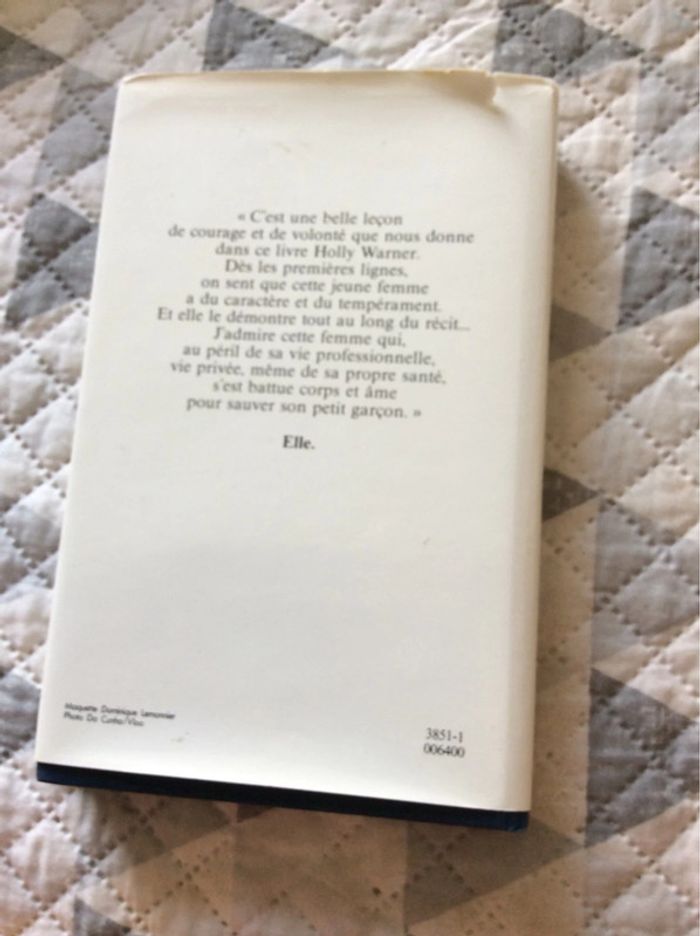 « C'est une belle leçon
de courage et de volonté que nous donne
dans ce livre Holly Warner.
Dès les premières lignes,
on sent que cette jeune femme
a du caractère et du tempérament.
Et elle le démontre tout au long du récit...
J'admire cette femme qui,
au péril de sa vie professionnelle,
vie privée, même de sa propre santé,
s'est battue corps et âme
pour sauver son petit garçon. »
Elle.
Maquette Dominique Lemonnier
Photo Da Cunha/
3851-1
006400